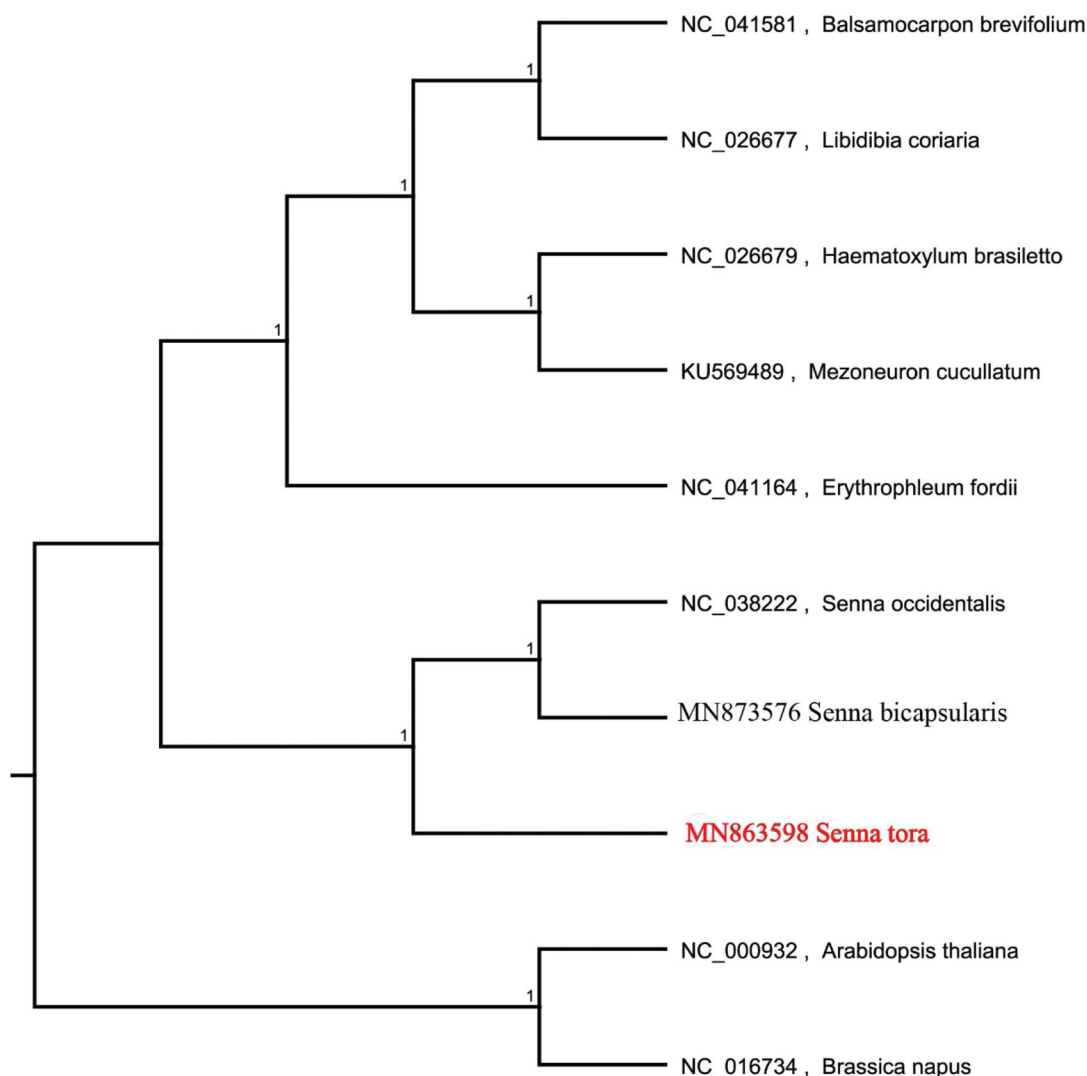 NC_041581 , Balsamocarpon brevifolium
1
NC_026677 , Libidibia coriaria
1
NC_026679 , Haematoxylum brasiletto
1
1
KU569489 , Mezoneuron cucullatum
NC_041164 , Erythrophleum fordii
NC_038222 , Senna occidentalis
1
MN873576 Senna bicapsularis
1
MN863598 Senna tora
NC_000932 , Arabidopsis thaliana
1
NC_016734 , Brassica napus